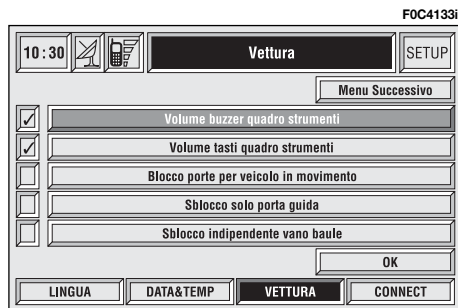 F0C4133i
10:30 Vettura SETUP
Menu Successivo
Volume buzzer quadro strumenti
Volume tasti quadro strumenti
Blocco porte per veicolo in movimento
Sblocco solo porta guida
Sblocco indipendente vano baule
OK
LINGUA DATA&TEMP VETTURA CONNECT